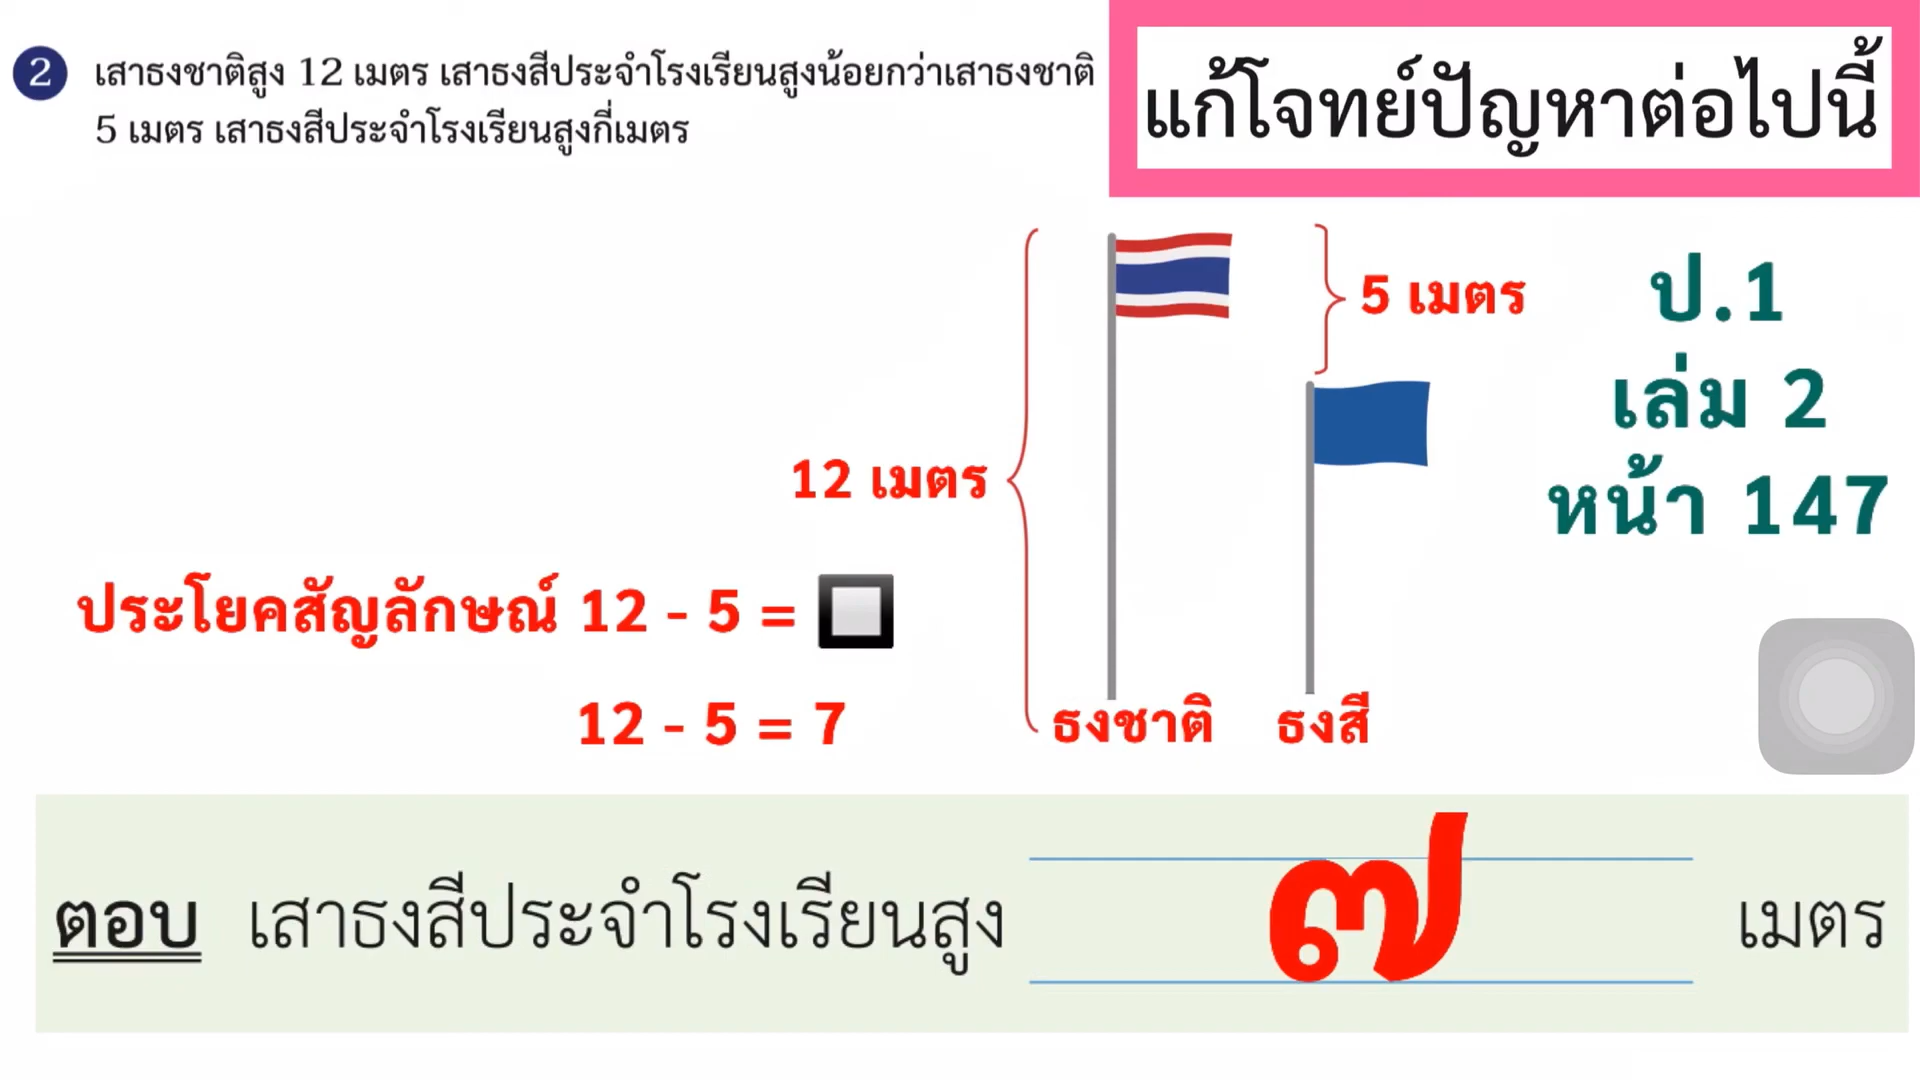 2 เสาธงชาติสูง 12 เมตร เสาธงสีประจำโรงเรียนสูงน้อยกว่าเสาธงชาติ
5 เมตร เสาธงสีประจำโรงเรียนสูงกี่เมตร
แก้โจทย์ปัญหาต่อไปนี้
5 เมตร
ป.1
เล่ม 2
หน้า 147
12 เมตร
ประโยคสัญลักษณ์ 12 - 5 =
12 - 5 = 7
ธงชาติ ธงสี
ตอบ เสาธงสีประจำโรงเรียนสูง ๗ เมตร